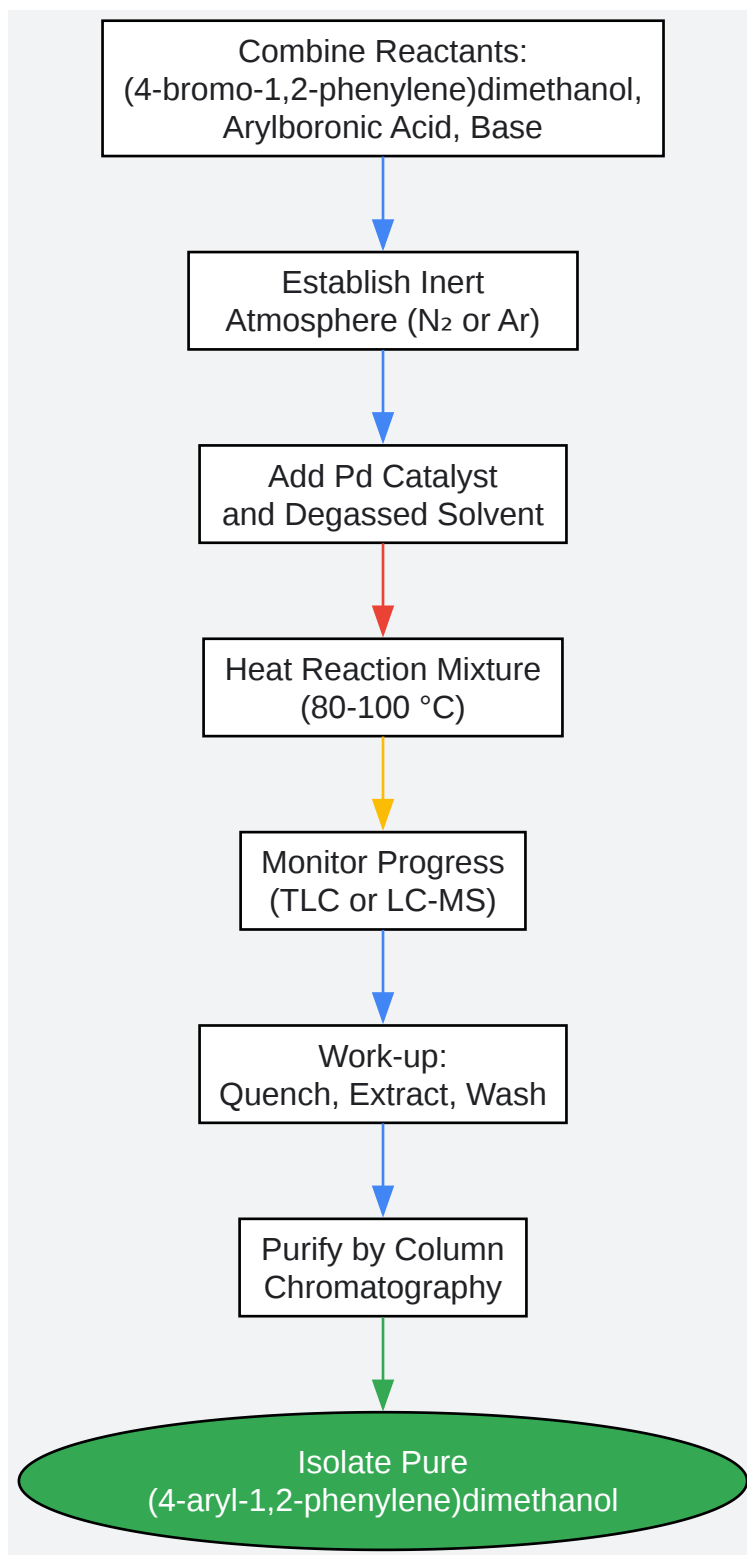 Combine Reactants:
(4-bromo-1,2-phenylene)dimethanol,
Arylboronic Acid, Base
Establish Inert
Atmosphere (N₂ or Ar)
Add Pd Catalyst
and Degassed Solvent
Heat Reaction Mixture
(80-100 °C)
Monitor Progress
(TLC or LC-MS)
Work-up:
Quench, Extract, Wash
Purify by Column
Chromatography
Isolate Pure
(4-aryl-1,2-phenylene)dimethanol